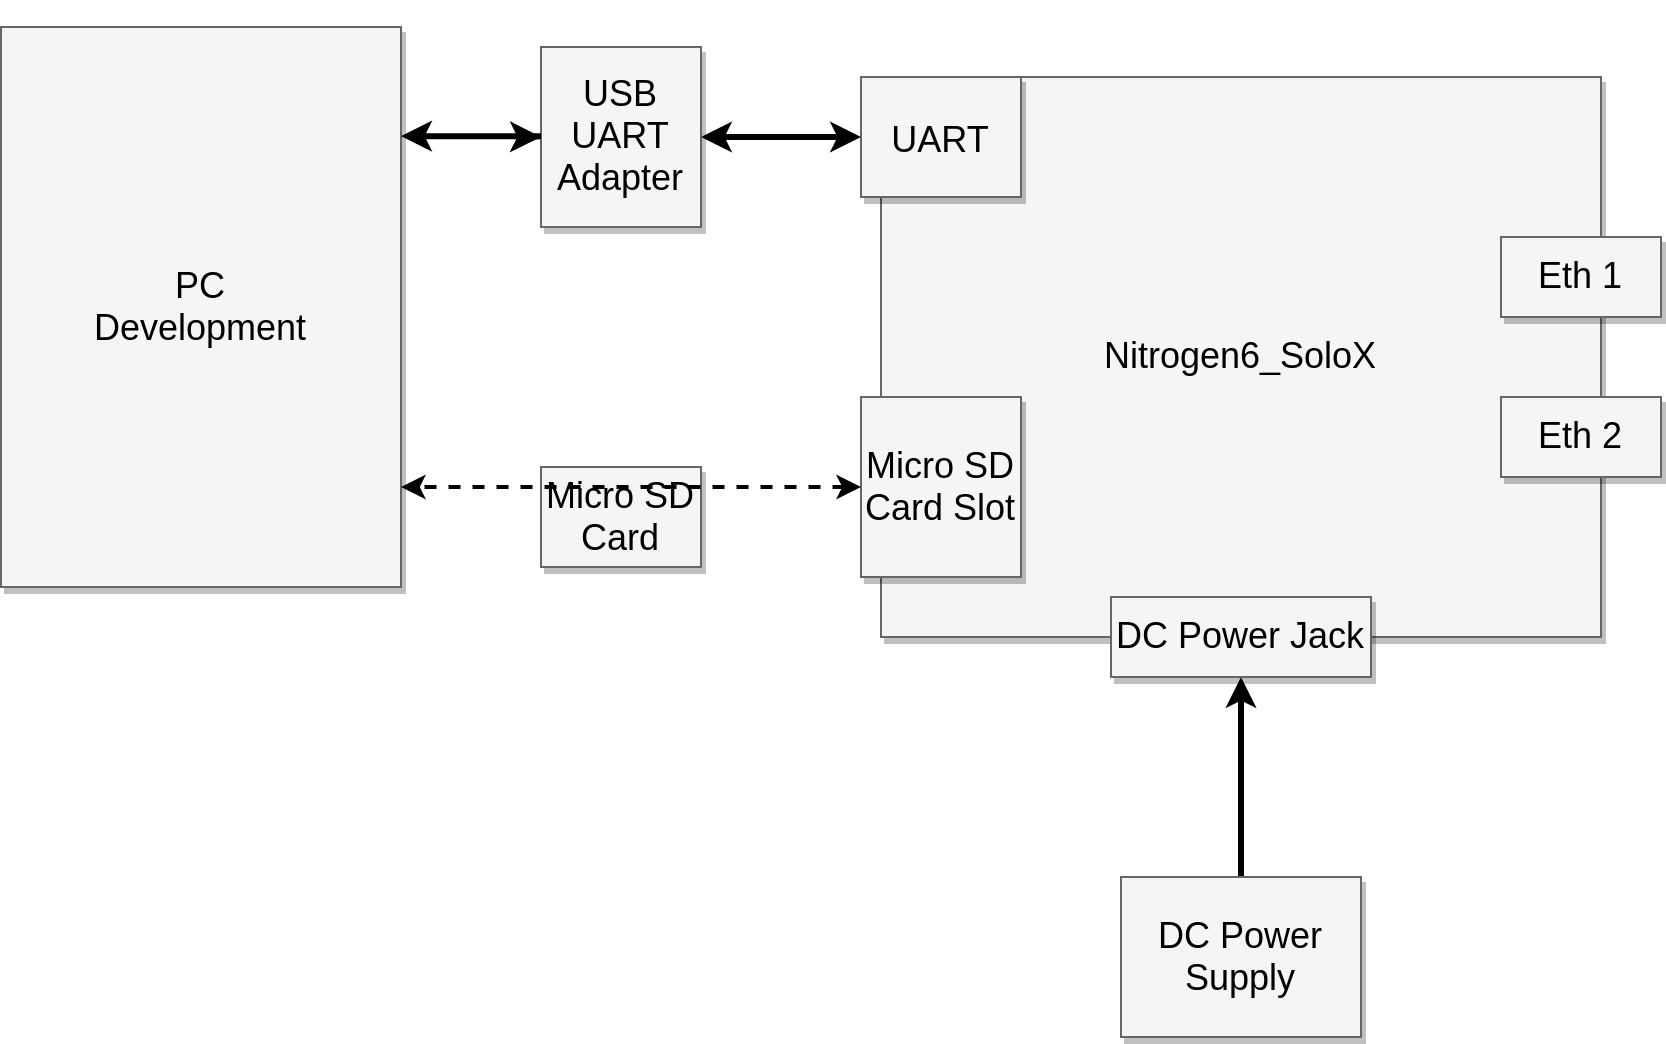 PC
Development
USB
UART
Adapter
UART
Nitrogen6_SoloX
Eth 1
Eth 2
Micro SD
Card
Micro SD
Card Slot
DC Power Jack
DC Power
Supply